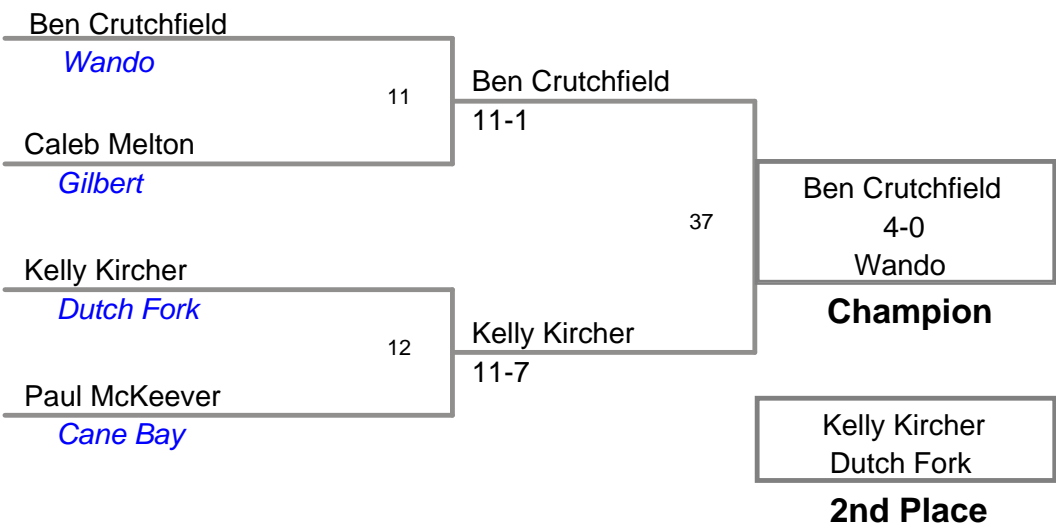 Ben Crutchfield
Wando
11
Caleb Melton
Gilbert
Ben Crutchfield
11-1
Kelly Kircher
Dutch Fork
12
Paul McKeever
Cane Bay
Kelly Kircher
11-7
37
Ben Crutchfield
4-0
Wando
Champion
Kelly Kircher
Dutch Fork
2nd Place